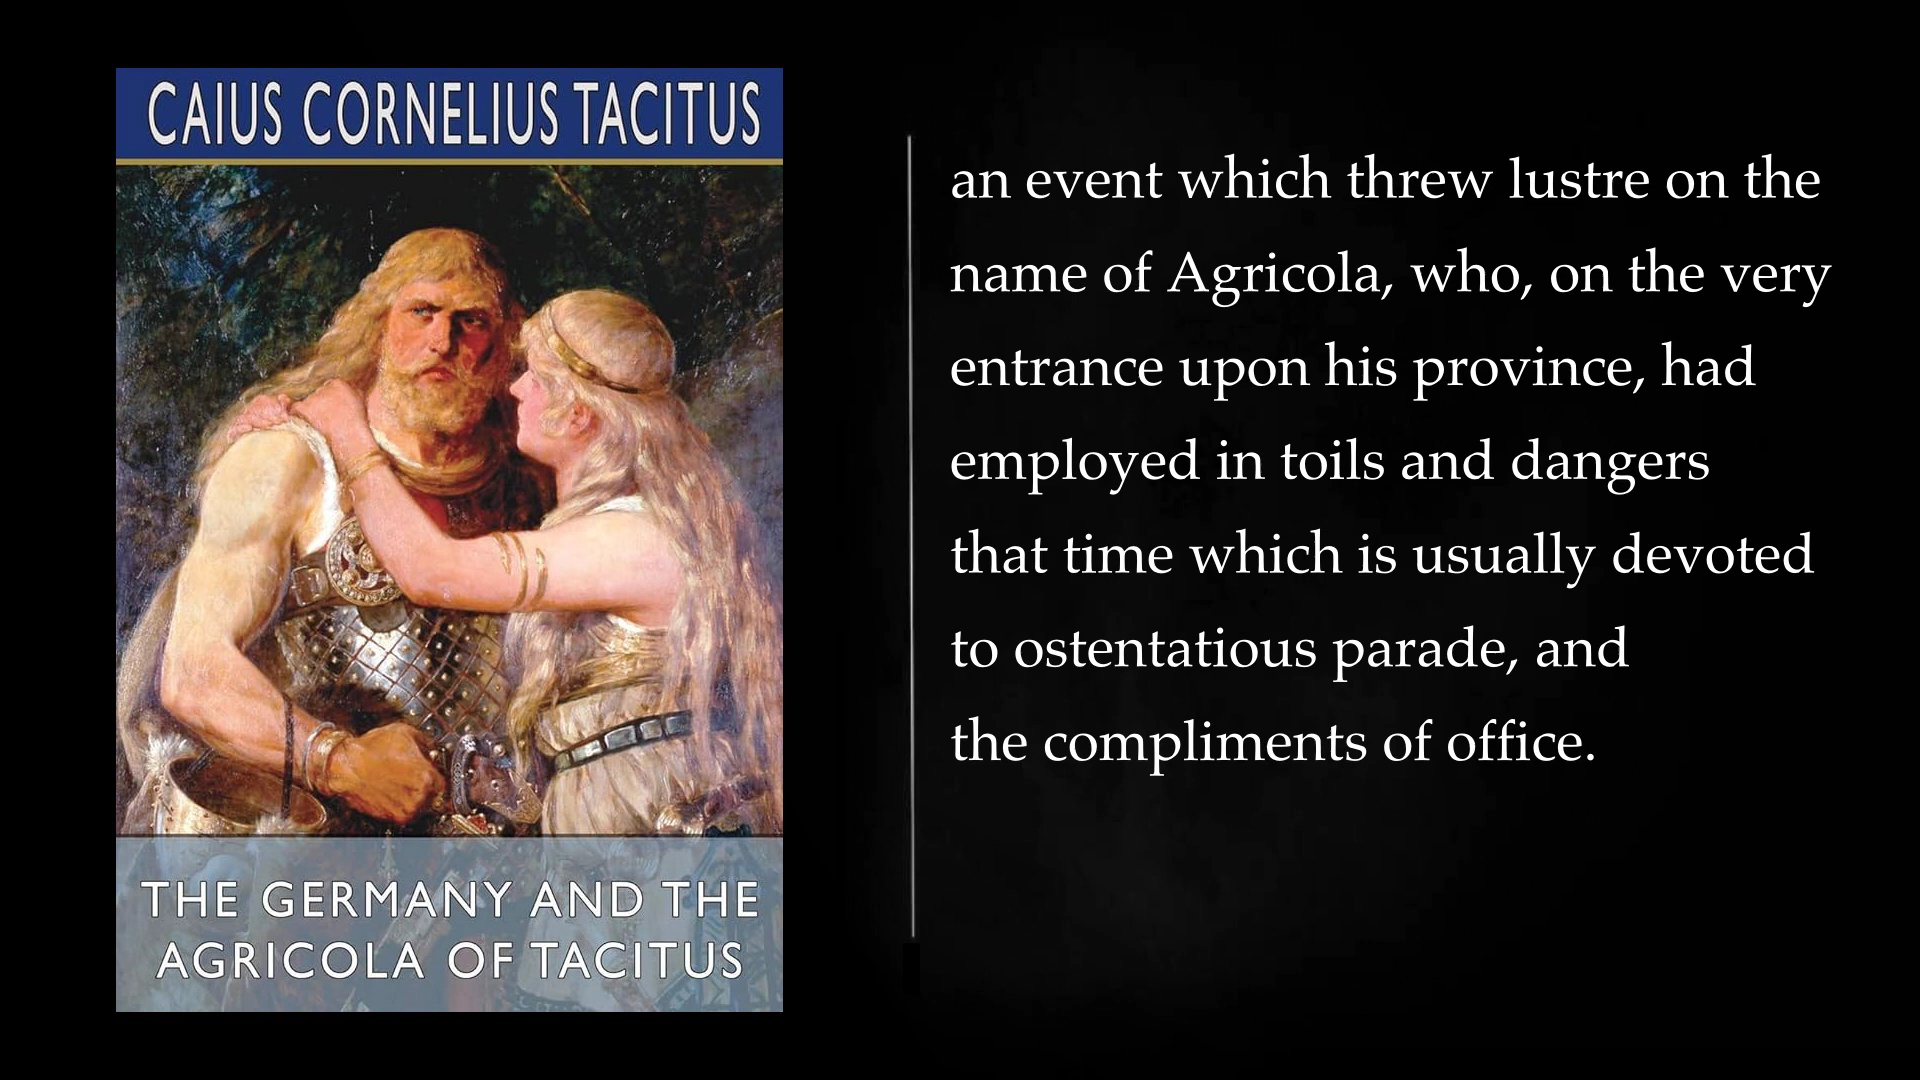 CAIUS CORNELIUS TACITUS
THE GERMANY AND THE
AGRICOLA OF TACITUS
an event which threw lustre on the
name of Agricola, who, on the very
entrance upon his province, had
employed in toils and dangers
that time which is usually devoted
to ostentatious parade, and
the compliments of office.